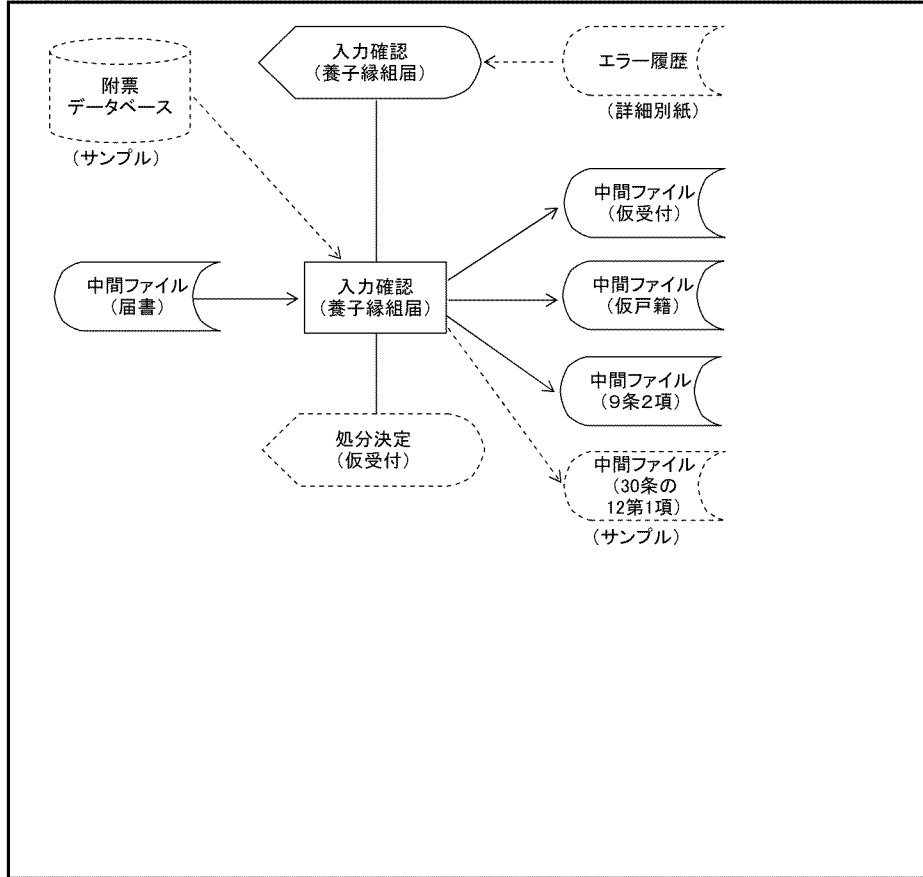 入力確認
(養子縁組届)
エラー履歴
(詳細別紙)
附票
データベース
(サンプル)
中間ファイル
(仮受付)
中間ファイル
(届書)
入力確認
(養子縁組届)
中間ファイル
(仮戸籍)
中間ファイル
(9条2項)
処分決定
(仮受付)
中間ファイル
(30条の
12第1項)
(サンプル)